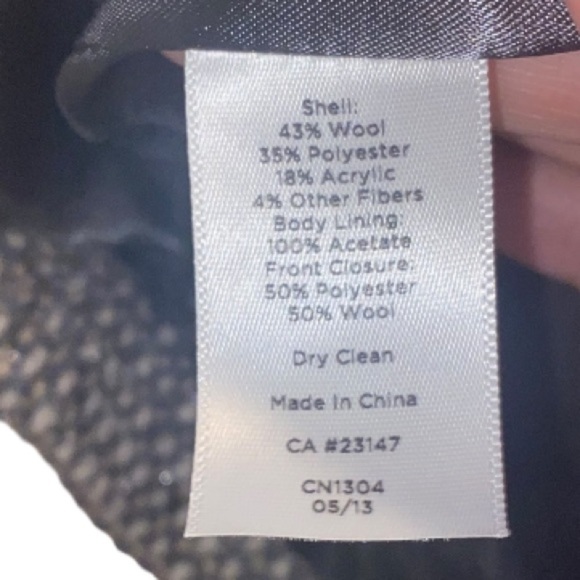 Shell:
43% Wool
35% Polyester
18% Acrylic
4% Other Fibers
Body Lining:
100% Acetate
Front Closure:
50% Polyester
50% Wool
Dry Clean
Made In China
CA #23147
CN1304
05/13